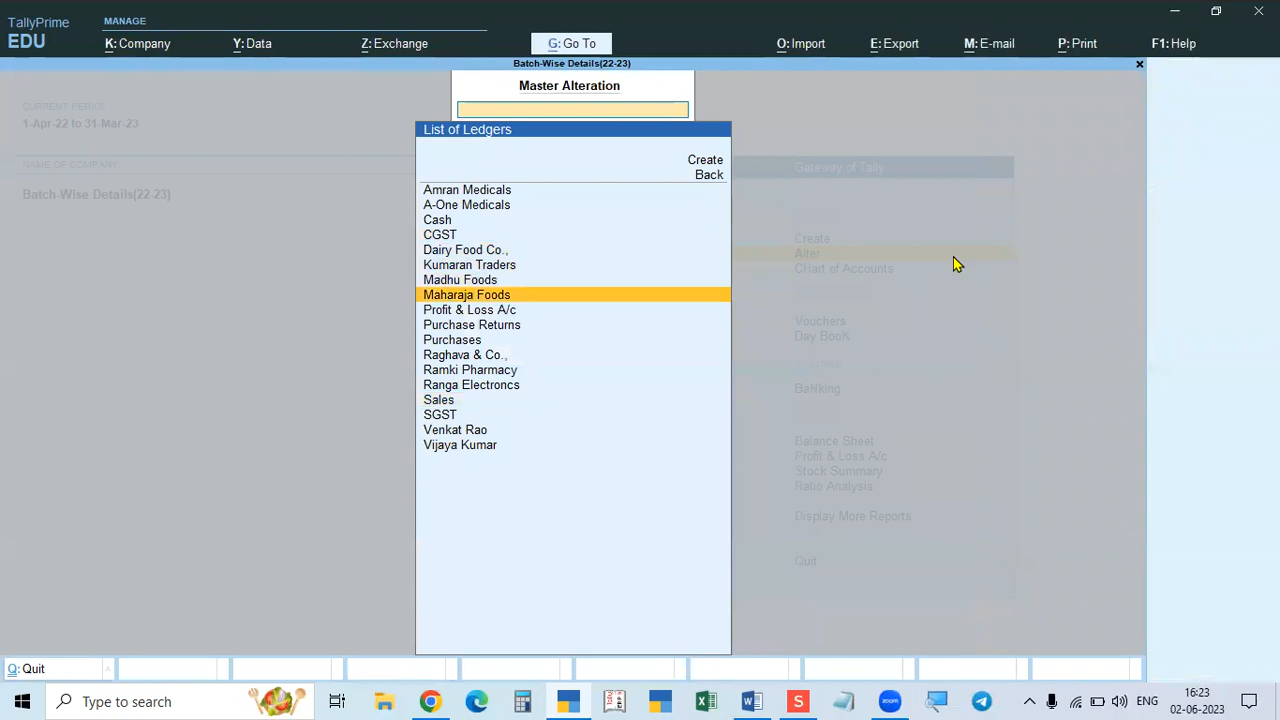 TallyPrime
EDU
MANAGE
K:Company
Y:Data
Z:Exchange
G: Go To
O:Import
E:Export
M:E-mail
P:Print
F1:Help
Batch-Wise Details(22-23)
Master Alteration
CURRENT PERIOD
1-Apr-22 to 31-Mar-23
NAME OF COMPANY
Batch-Wise Details(22-23)
List of Ledgers
Create
Back
Amran Medicals
A-One Medicals
Cash
CGST
Dairy Food Co.,
Kumaran Traders
Madhu Foods
Maharaja Foods
Profit & Loss A/c
Purchase Returns
Purchases
Raghava & Co.,
Ramki Pharmacy
Ranga Electroncs
Sales
SGST
Venkat Rao
Vijaya Kumar
Gateway of Tally
Create
Alter
CHart of Accounts
Vouchers
Day BooK
BaNking
Balance Sheet
Profit & Loss A/c
Stock Summary
Ratio Analysis
Display More Reports
Quit
Q: Quit
Type to search
ENG
16:23
02-06-2023